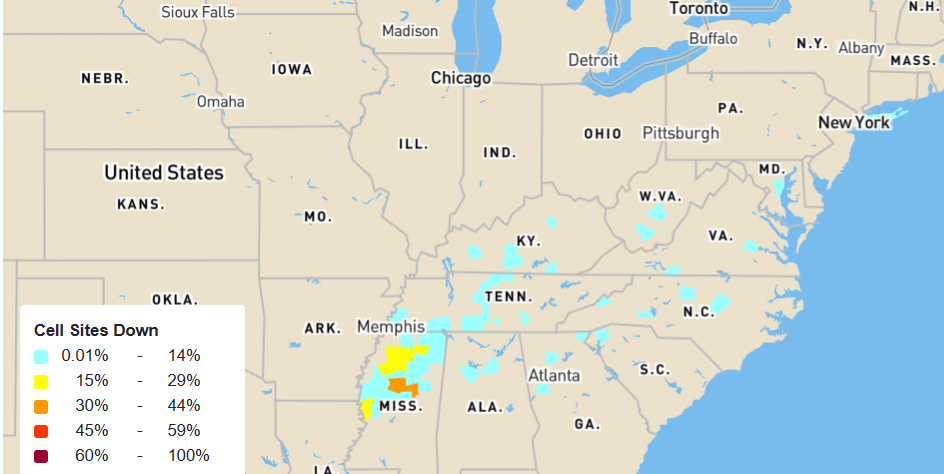 Sioux Falls
Toronto
N.H.
Madison
Buffalo
N.Y.
Albany
MASS.
Detroit
IOWA
NEBR.
Chicago
Omaha
PA.
New York
ILL.
IND.
OHIO
Pittsburgh
United States
MD.
KANS.
W.VA.
MO.
KY.
VA.
OKLA.
TENN.
N.C.
ARK.
Memphis
Atlanta
S.C.
MISS.
ALA.
GA.
LA.
Cell Sites Down
0.01% - 14%
15% - 29%
30% - 44%
45% - 59%
60% - 100%